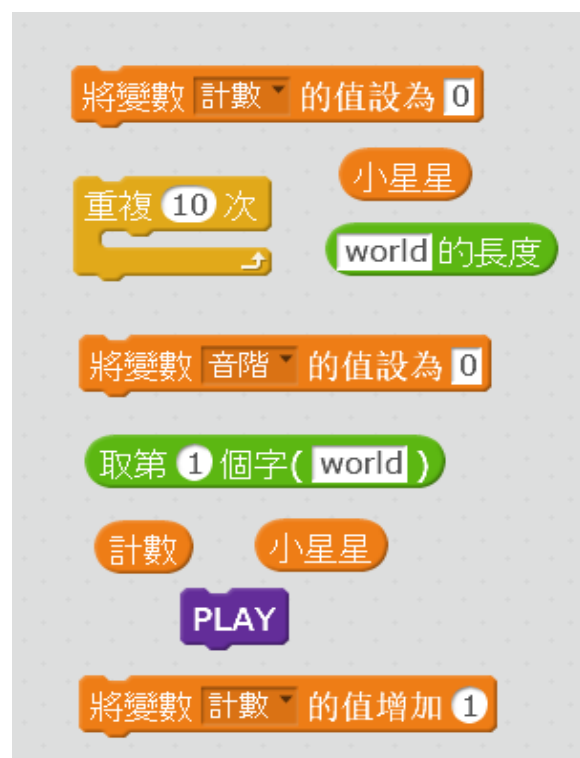 將變數 計數 的值設為 0
小星星
重複 10 次
world 的長度
將變數 音階 的值設為 0
取第 1 個字( world )
計數 小星星
PLAY
將變數 計數 的值增加 1